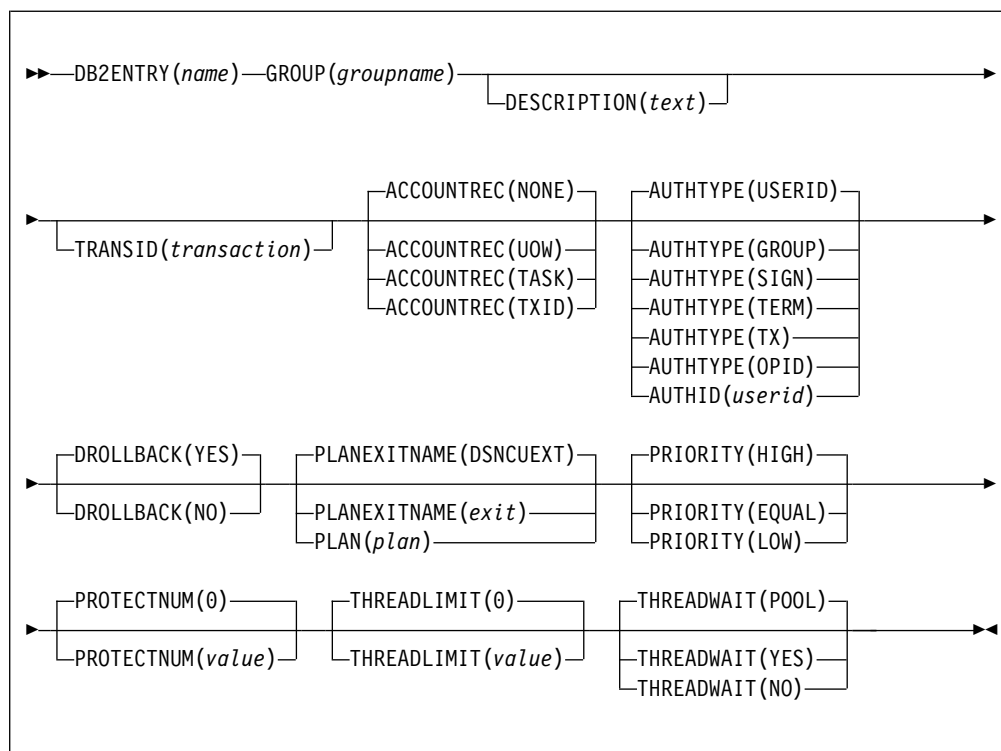 DB2ENTRY(name) GROUP(groupname)
DESCRIPTION(text)
ACCOUNTREC(NONE) AUTHTYPE(USERID)
TRANSID(transaction) ACCOUNTREC(UOW) AUTHTYPE(GROUP)
ACCOUNTREC(TASK) AUTHTYPE(SIGN)
ACCOUNTREC(TXID) AUTHTYPE(TERM)
AUTHTYPE(TX)
AUTHTYPE(OPID)
AUTHID(userid)
DROLLBACK(YES) PLANEXITNAME(DSNCUEXT) PRIORITY(HIGH)
DROLLBACK(NO) PLANEXITNAME(exit) PRIORITY(EQUAL)
PLAN(plan) PRIORITY(LOW)
PROTECTNUM(0) THREADLIMIT(0) THREADWAIT(POOL)
PROTECTNUM(value) THREADLIMIT(value) THREADWAIT(YES)
THREADWAIT(NO)